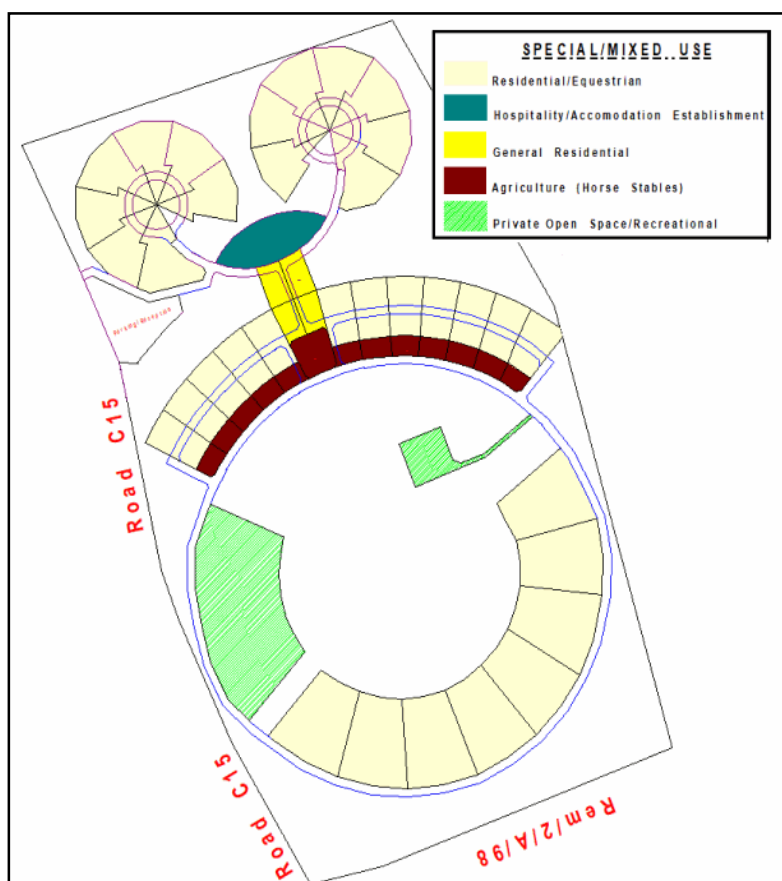 SPECIAL/MIXED USE
Residential/Equestrian
Hospitality/Accomodation Establishment
General Residential
Agriculture (Horse Stables)
Private Open Space/Recreational
Road C15
Road C15
Rem/2/A/98